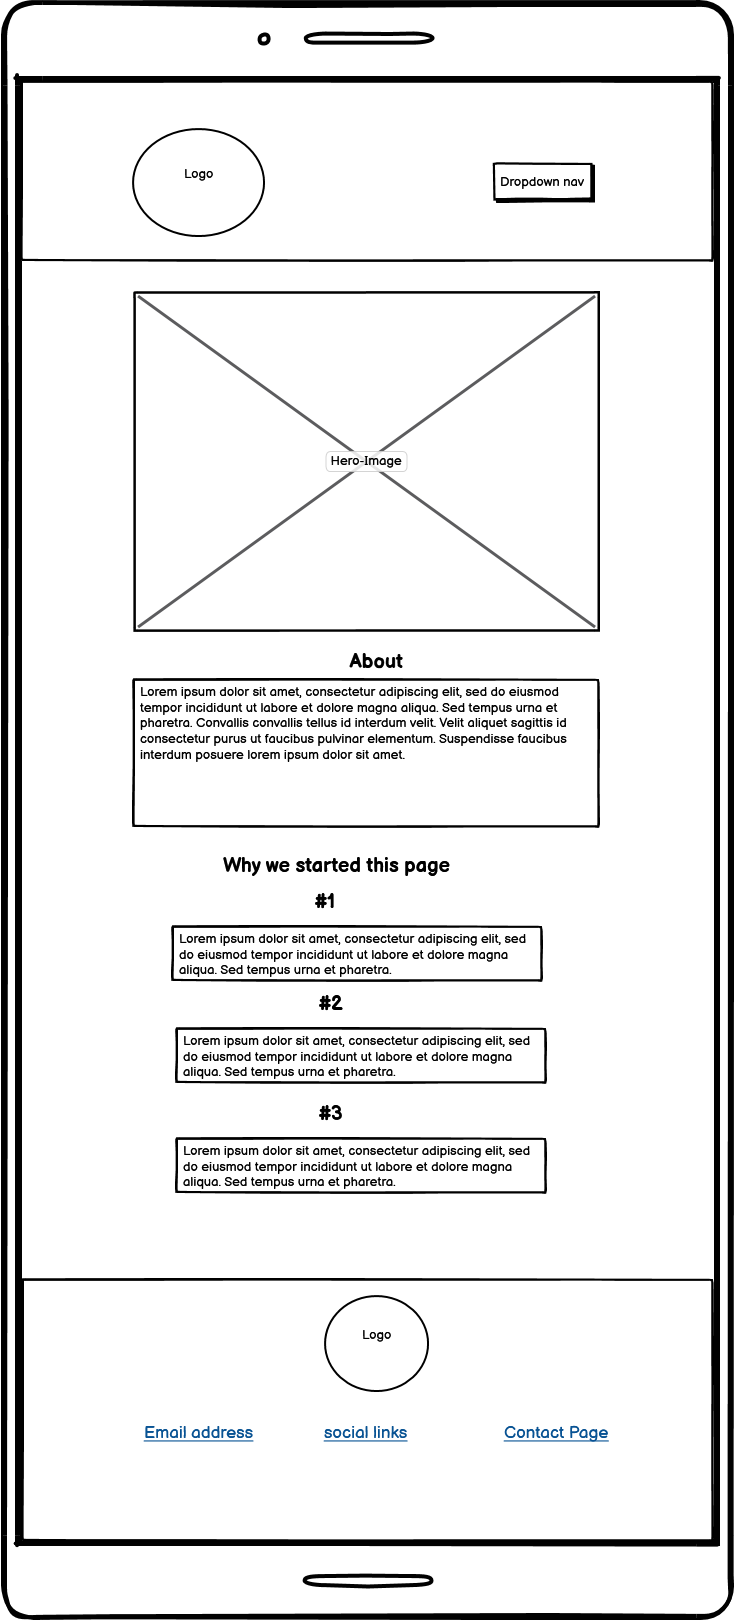 Logo
Dropdown nav
Hero-Image
About
Lorem ipsum dolor sit amet, consectetur adipiscing elit, sed do eiusmod
tempor incididunt ut labore et dolore magna aliqua. Sed tempus urna et
pharetra. Convallis convallis tellus id interdum velit. Velit aliquet sagittis id
consectetur purus ut faucibus pulvinar elementum. Suspendisse faucibus
interdum posuere lorem ipsum dolor sit amet.
Why we started this page
#1
Lorem ipsum dolor sit amet, consectetur adipiscing elit, sed
do eiusmod tempor incididunt ut labore et dolore magna
aliqua. Sed tempus urna et pharetra.
#2
Lorem ipsum dolor sit amet, consectetur adipiscing elit, sed
do eiusmod tempor incididunt ut labore et dolore magna
aliqua. Sed tempus urna et pharetra.
#3
Lorem ipsum dolor sit amet, consectetur adipiscing elit, sed
do eiusmod tempor incididunt ut labore et dolore magna
aliqua. Sed tempus urna et pharetra.
Logo
Email address
social links
Contact Page